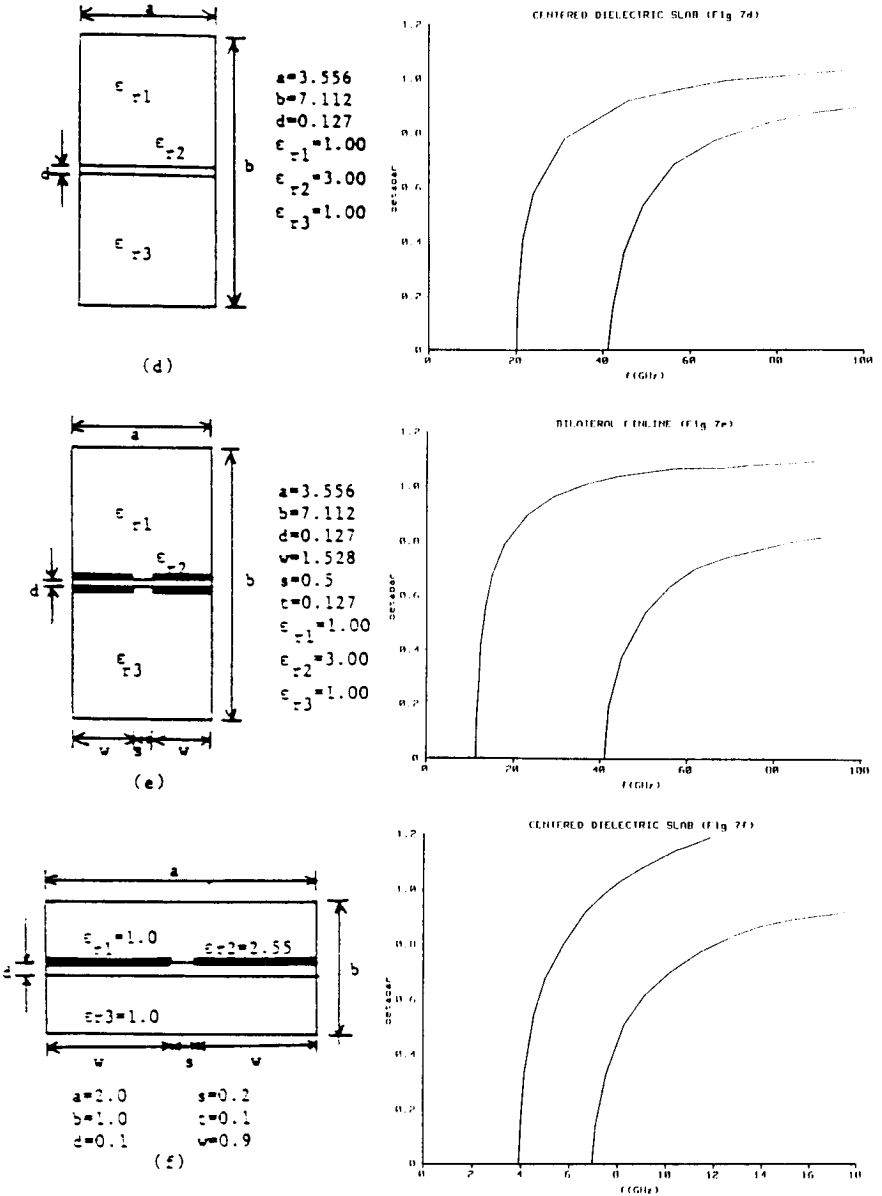 a
ε r1
ε r2
d
b
ε r3
(d)
a=3.556
b=7.112
d=0.127
ε r1=1.00
ε r2=3.00
ε r3=1.00
CENTERED DIELECTRIC SLAB (Fig 7d)
1.2
1.0
0.8
0.6
0.4
0.2
0
betabar
0 20 40 60 80 100
f(GHz)
a
ε r1
ε r2
d
b
ε r3
w s w
(e)
a=3.556
b=7.112
d=0.127
w=1.528
s=0.5
t=0.127
ε r1=1.00
ε r2=3.00
ε r3=1.00
BILATERAL FINLINE (Fig 7e)
1.2
1.0
0.8
0.6
0.4
0.2
0
betabar
0 20 40 60 80 100
f(GHz)
a
ε r1=1.0 εr2=2.55
d
b
εr3=1.0
w s w
a=2.0 s=0.2
b=1.0 t=0.1
d=0.1 w=0.9
(f)
CENTERED DIELECTRIC SLAB (Fig 7f)
1.2
1.0
0.8
0.6
0.4
0.2
0
betabar
0 2 4 6 8 10 12 14 16 18
f(GHz)